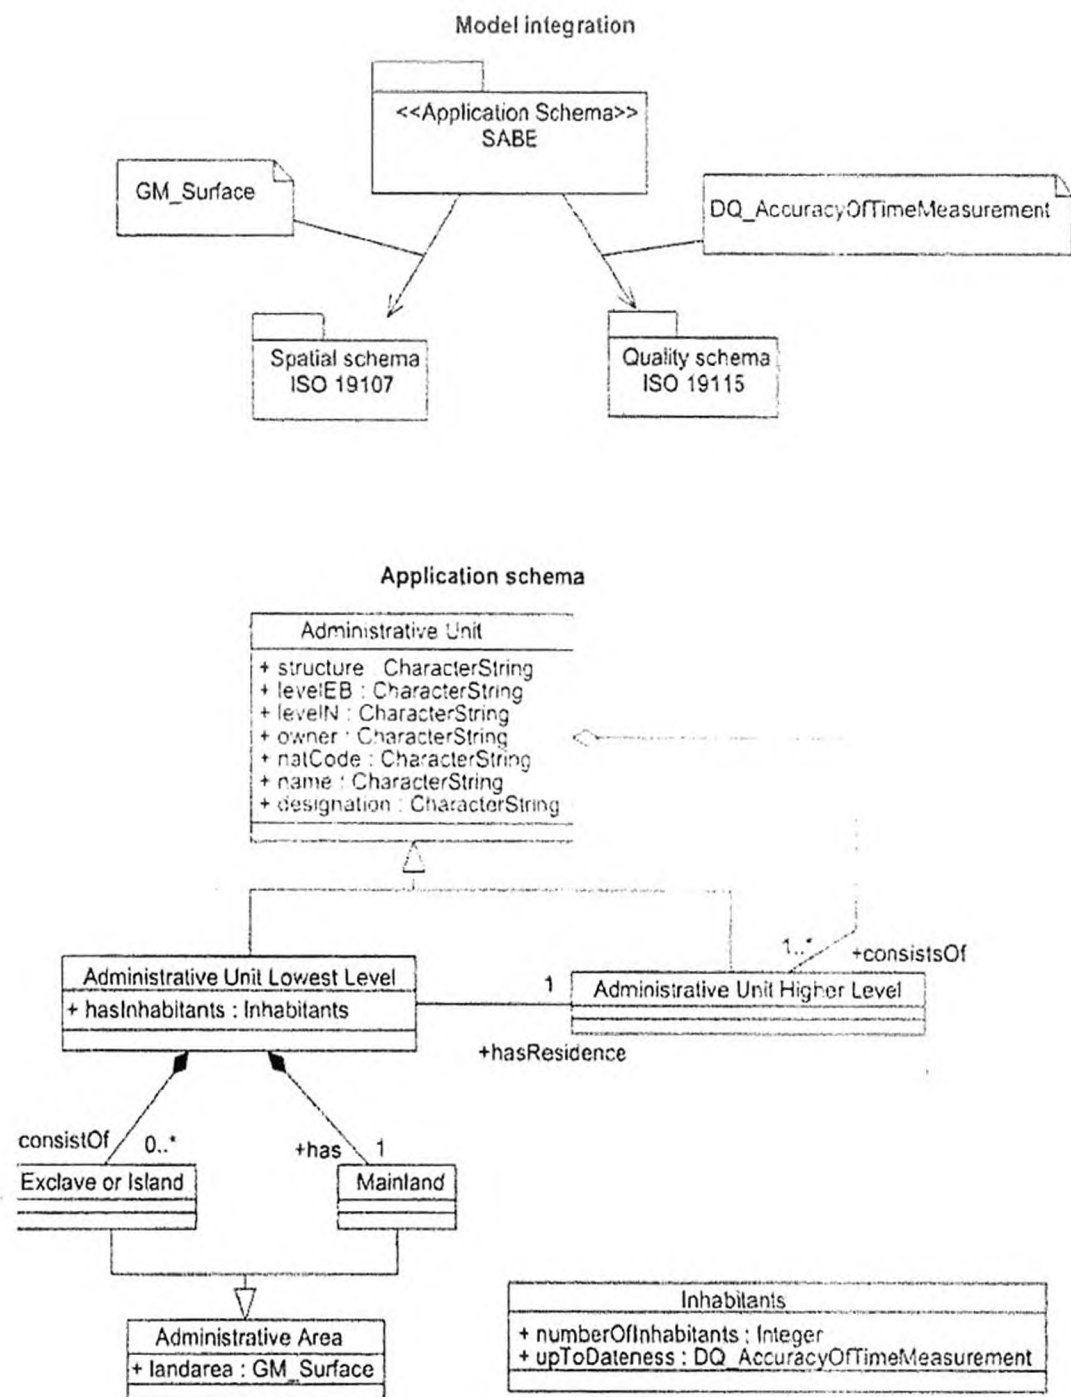 Model integration
<<Application Schema>>
SABE
GM_Surface
DQ_AccuracyOfTimeMeasurement
Spatial schema
ISO 19107
Quality schema
ISO 19115
Application schema
Administrative Unit
+ structure : CharacterString
+ levelEB : CharacterString
+ levelN : CharacterString
+ owner : CharacterString
+ natCode : CharacterString
+ name : CharacterString
+ designation : CharacterString
1..*
+consistsOf
Administrative Unit Lowest Level
+ hasInhabitants : Inhabitants
1
Administrative Unit Higher Level
+hasResidence
consistOf
0..*
+has
1
Exclave or Island
Mainland
Administrative Area
+ landarea : GM_Surface
Inhabitants
+ numberOfInhabitants : Integer
+ upToDateness : DQ_AccuracyOfTimeMeasurement